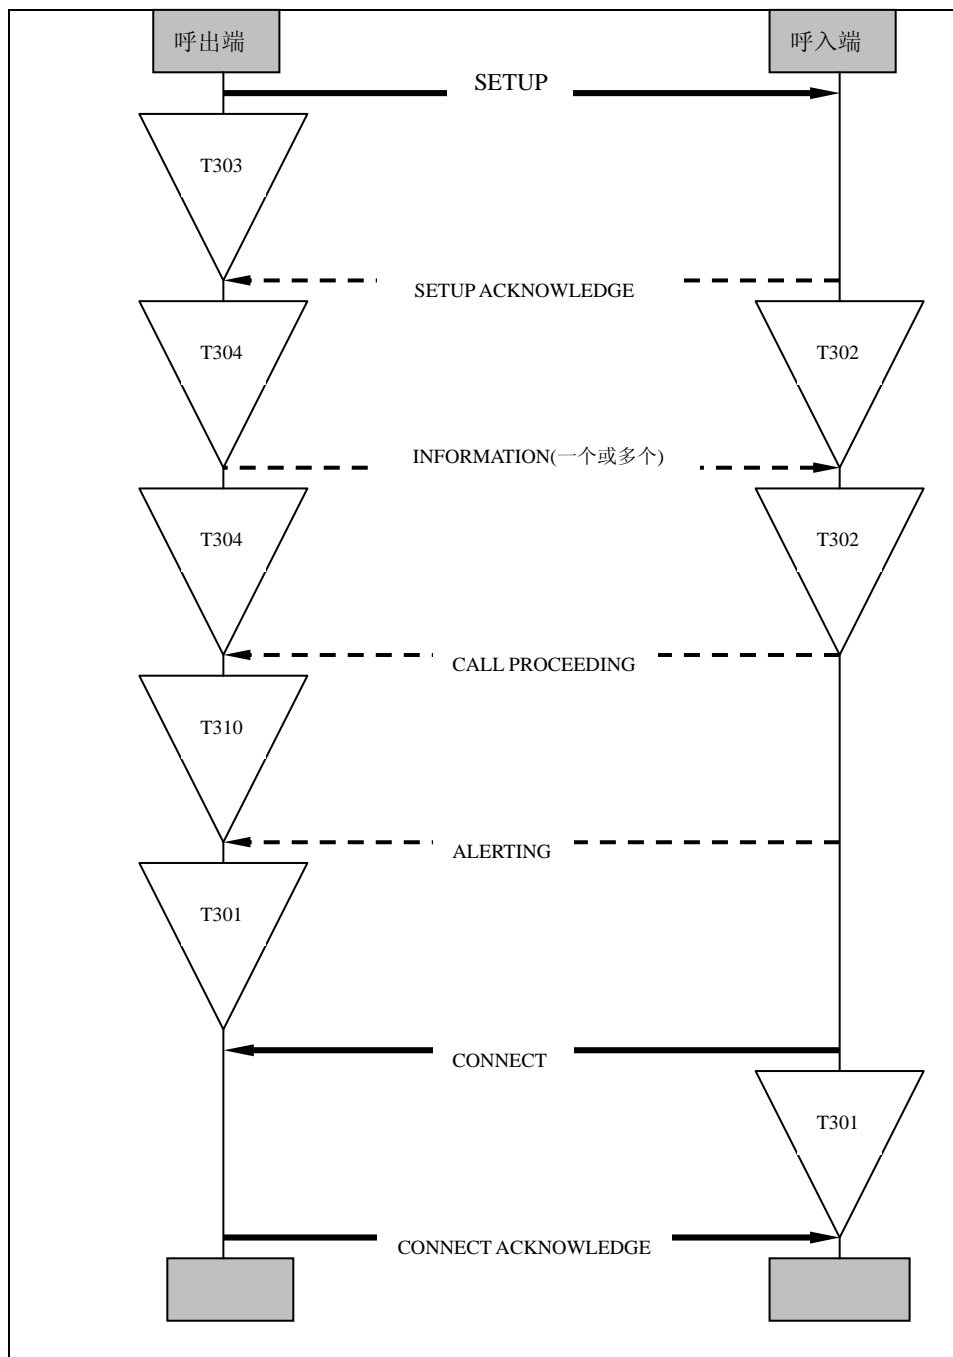 呼出端
呼入端
SETUP
T303
SETUP ACKNOWLEDGE
T304
T302
INFORMATION(一个或多个)
T304
T302
CALL PROCEEDING
T310
ALERTING
T301
CONNECT
T301
CONNECT ACKNOWLEDGE